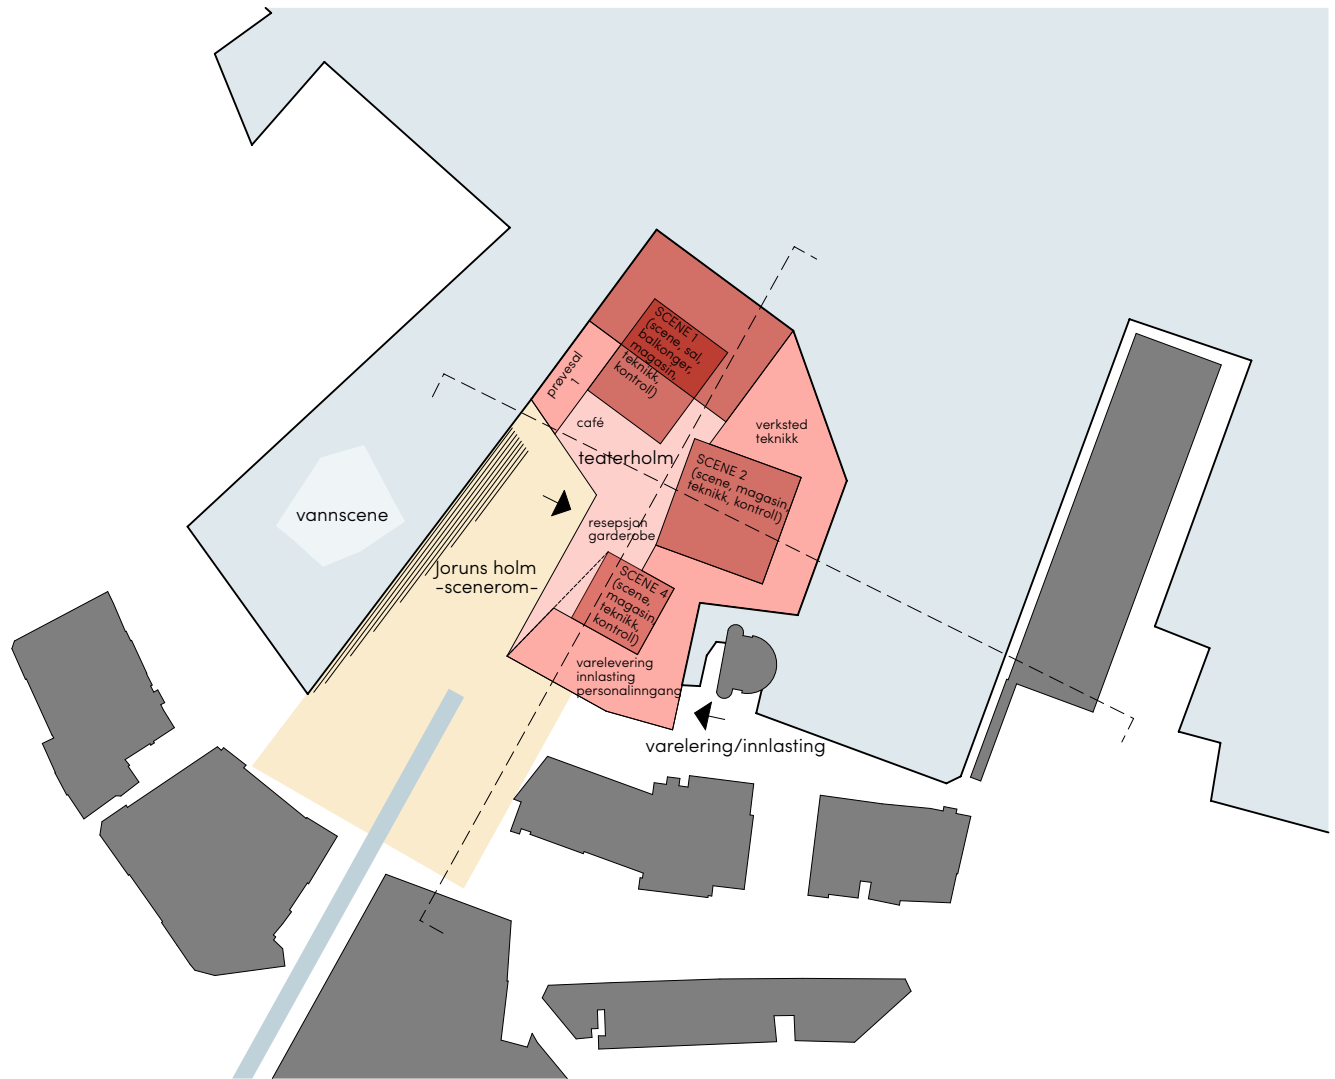 SCENE 1
(scene, sal,
balkonger,
magasin,
teknikk,
kontroll)
prøvesal
1
café
verksted
teknikk
teaterholm
SCENE 2
(scene, magasin,
teknikk, kontroll)
vannscene
resepsjon
garderobe
Joruns holm
-scenerom-
SCENE 4
(scene,
magasin,
teknikk,
kontroll)
varelevering
innlasting
personalinngang
varelering/innlasting